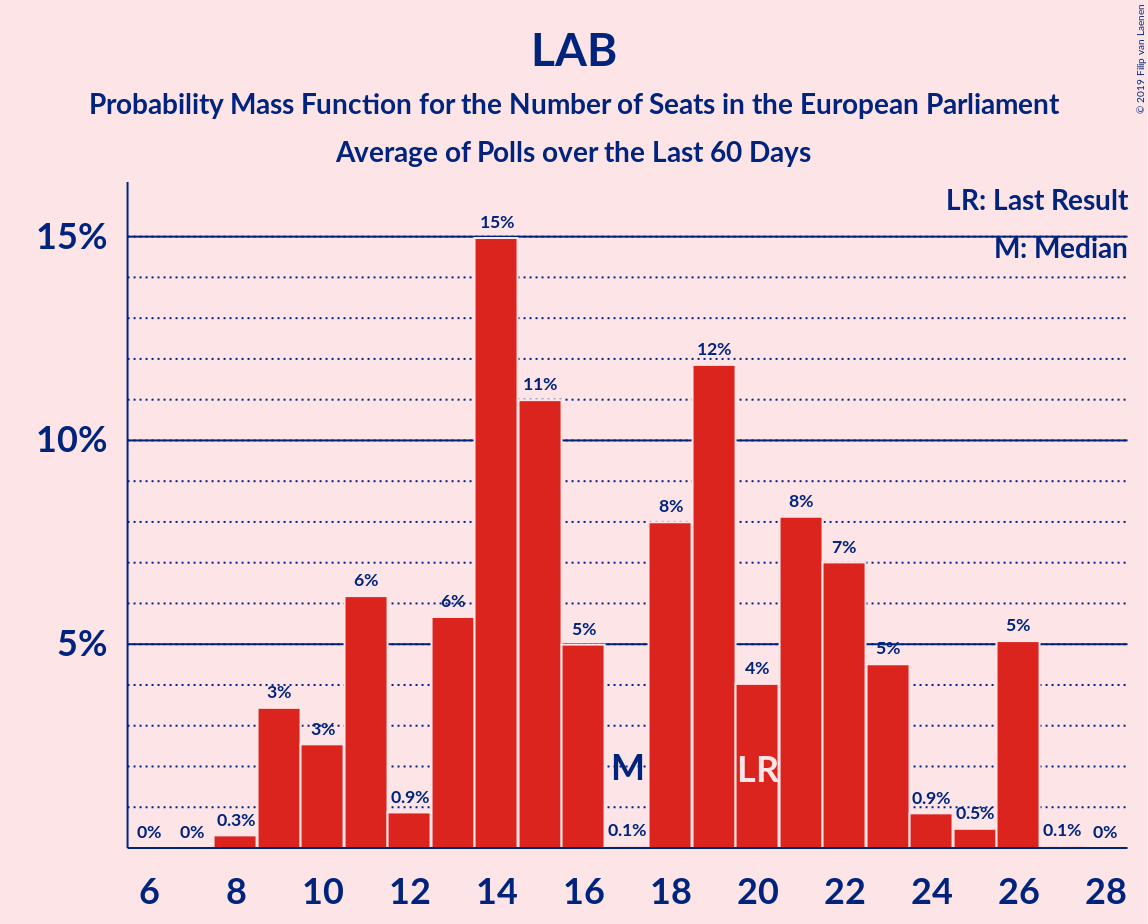 LAB
Probability Mass Function for the Number of Seats in the European Parliament
Average of Polls over the Last 60 Days
© 2019 Filip van Laenen
LR: Last Result
M: Median
15%
10%
5%
0% 0% 0.3% 3% 3% 6% 0.9% 6% 15% 11% 5% 0.1% 8% 12% 4% 8% 7% 5% 0.9% 0.5% 5% 0.1% 0%
M LR
6 8 10 12 14 16 18 20 22 24 26 28